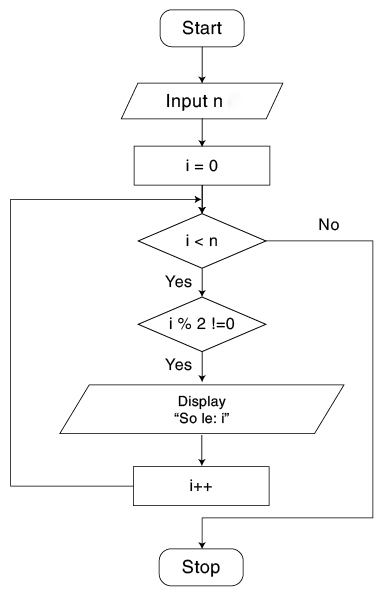 Start
Input n
i = 0
i < n
No
Yes
i % 2 !=0
Yes
Display
“So le: i”
i++
Stop